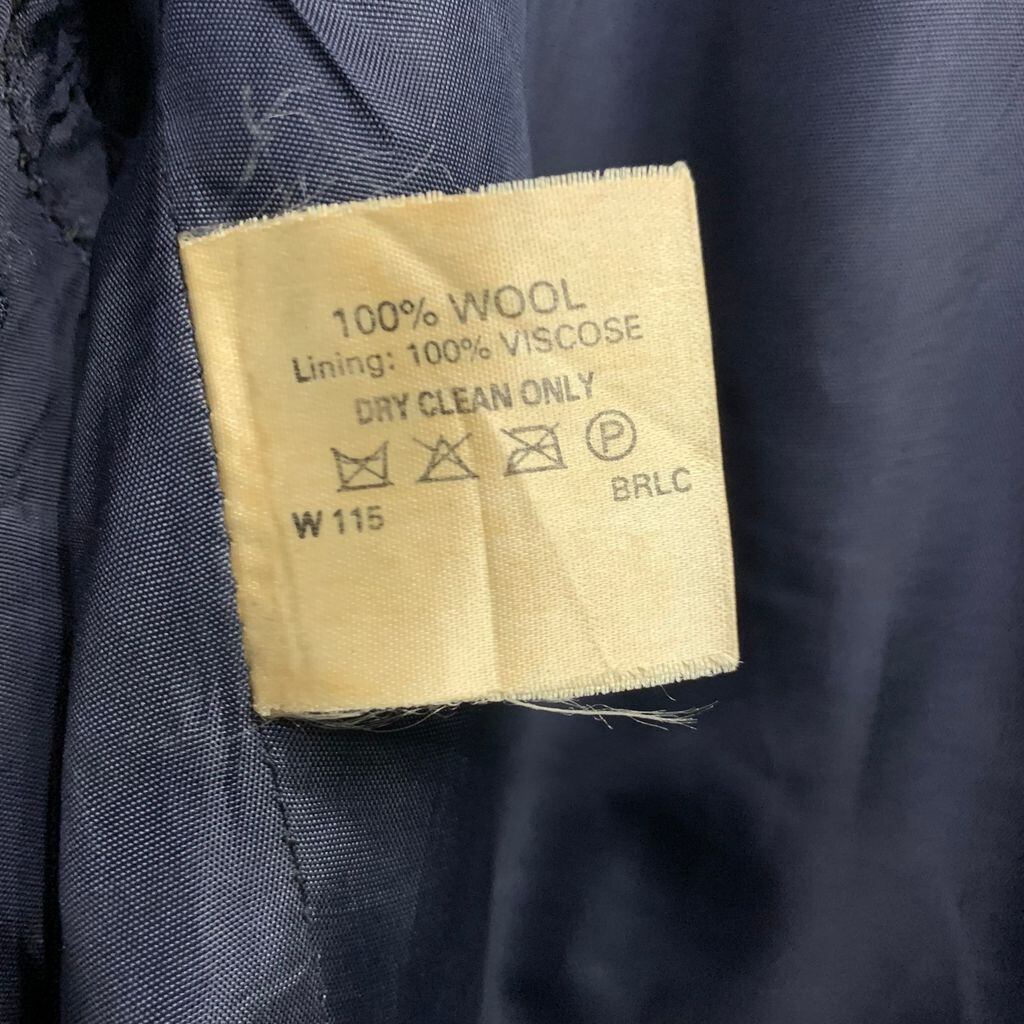 100% WOOL
Lining: 100% VISCOSE
DRY CLEAN ONLY
P
BRLC
W 115